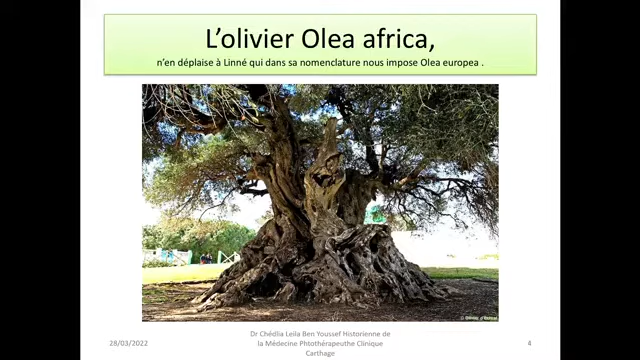 L'olivier Olea africa,
n'en déplaise à Linné qui dans sa nomenclature nous impose Olea europea .
28/03/2022
Dr Chédlia Leila Ben Youssef Historienne de
la Médecine Phtothérapeuthe Clinique
Carthage
4